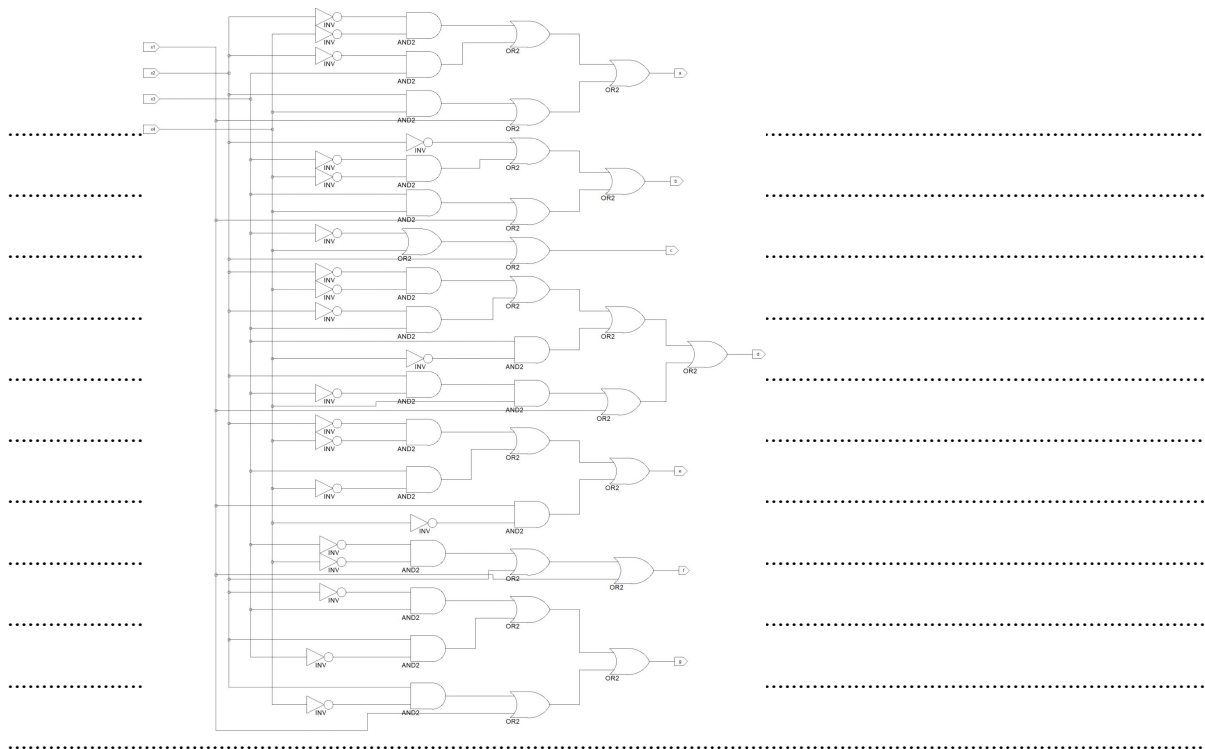 INV
INV AND2
x1
OR2
INV
x2 a
AND2
OR2
OR2
x3
AND2
x4 OR2
INV
OR2
INV
b
INV AND2
OR2
AND2
OR2
INV
c
OR2 OR2
INV
INV AND2
OR2
INV
AND2 OR2
d
INV AND2
OR2
INV AND2
AND2
OR2
INV
INV AND2
OR2
e
OR2
INV AND2
INV AND2
INV
f
INV AND2
OR2
OR2
INV
AND2
OR2
g
INV AND2
OR2
INV AND2
OR2